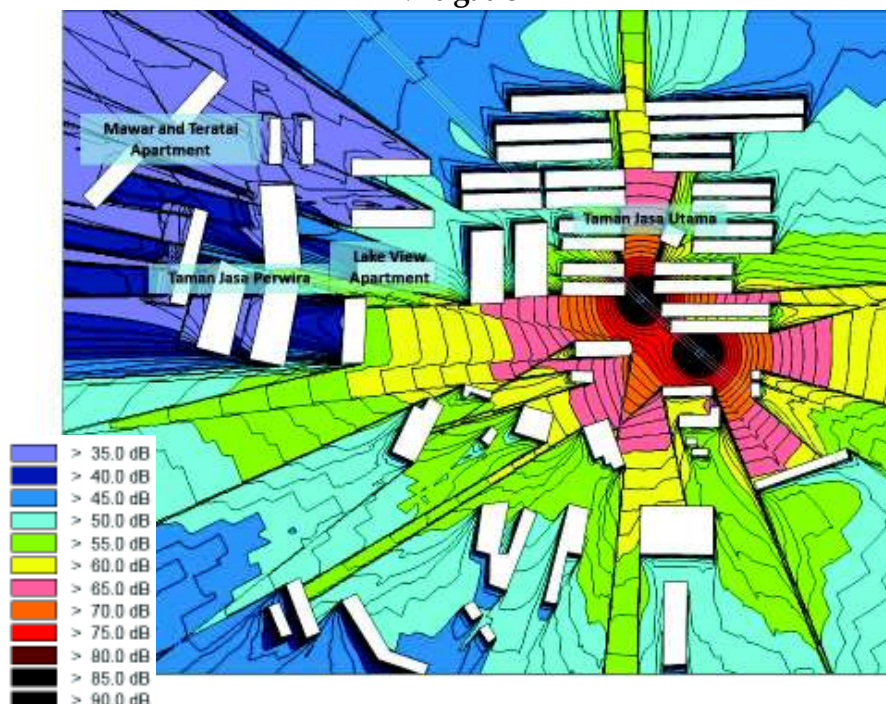 Mawar and Teratai
Apartment
Taman Jasa Utama
Lake View
Apartment
Taman Jasa Perwira
> 35.0 dB
> 40.0 dB
> 45.0 dB
> 50.0 dB
> 55.0 dB
> 60.0 dB
> 65.0 dB
> 70.0 dB
> 75.0 dB
> 80.0 dB
> 85.0 dB
> 90.0 dB